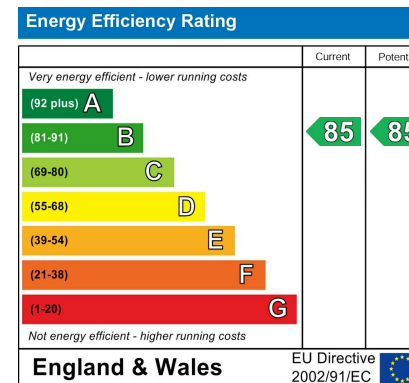 Energy Efficiency Rating
Current Potent
Very energy efficient - lower running costs
(92 plus) A
(81-91) B 85 85
(69-80) C
(55-68) D
(39-54) E
(21-38) F
(1-20) G
Not energy efficient - higher running costs
England & Wales EU Directive
2002/91/EC